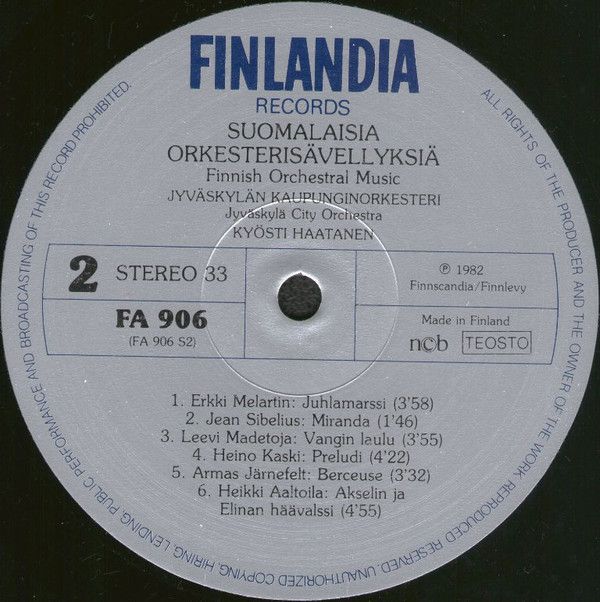 FINLANDIA
RECORDS
SUOMALAISIA
ORKESTERISÄVELLYKSIÄ
Finnish Orchestral Music
JYVÄSKYLÄN KAUPUNGINORKESTERI
Jyväskylä City Orchestra
KYÖSTI HAATANEN
2 STEREO 33
FA 906
(FA 906 S2)
℗ 1982
Finnscandia/Finnlevy
Made in Finland
n©b TEOSTO
1. Erkki Melartin: Juhlamarssi (3'58)
2. Jean Sibelius: Miranda (1'46)
3. Leevi Madetoja: Vangin laulu (3'55)
4. Heino Kaski: Preludi (4'22)
5. Armas Järnefelt: Berceuse (3'32)
6. Heikki Aaltoila: Akselin ja
Elinan häävalssi (4'55)
ALL RIGHTS OF THE PRODUCER AND THE OWNER OF THE WORK REPRODUCED RESERVED. UNAUTHORIZED COPYING, HIRING, LENDING, PUBLIC PERFORMANCE AND BROADCASTING OF THIS RECORD PROHIBITED.